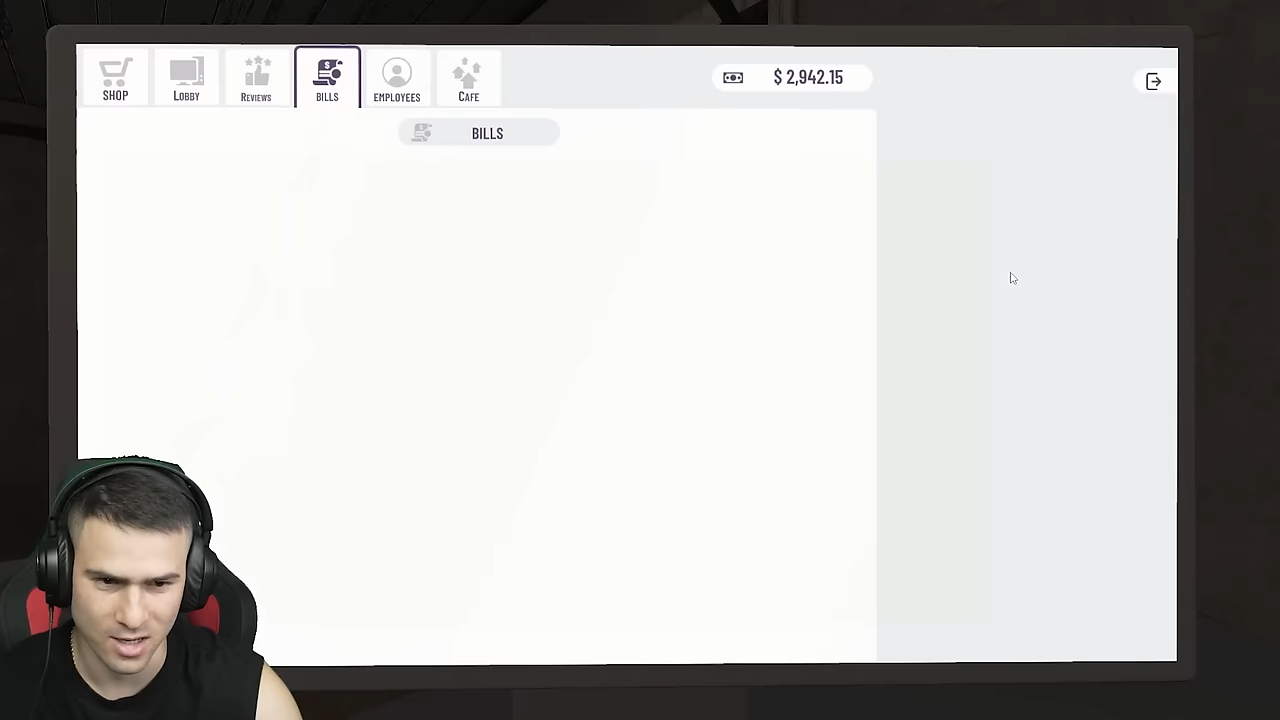 SHOP
LOBBY
REVIEWS
BILLS
EMPLOYEES
CAFE
$ 2,942.15
BILLS